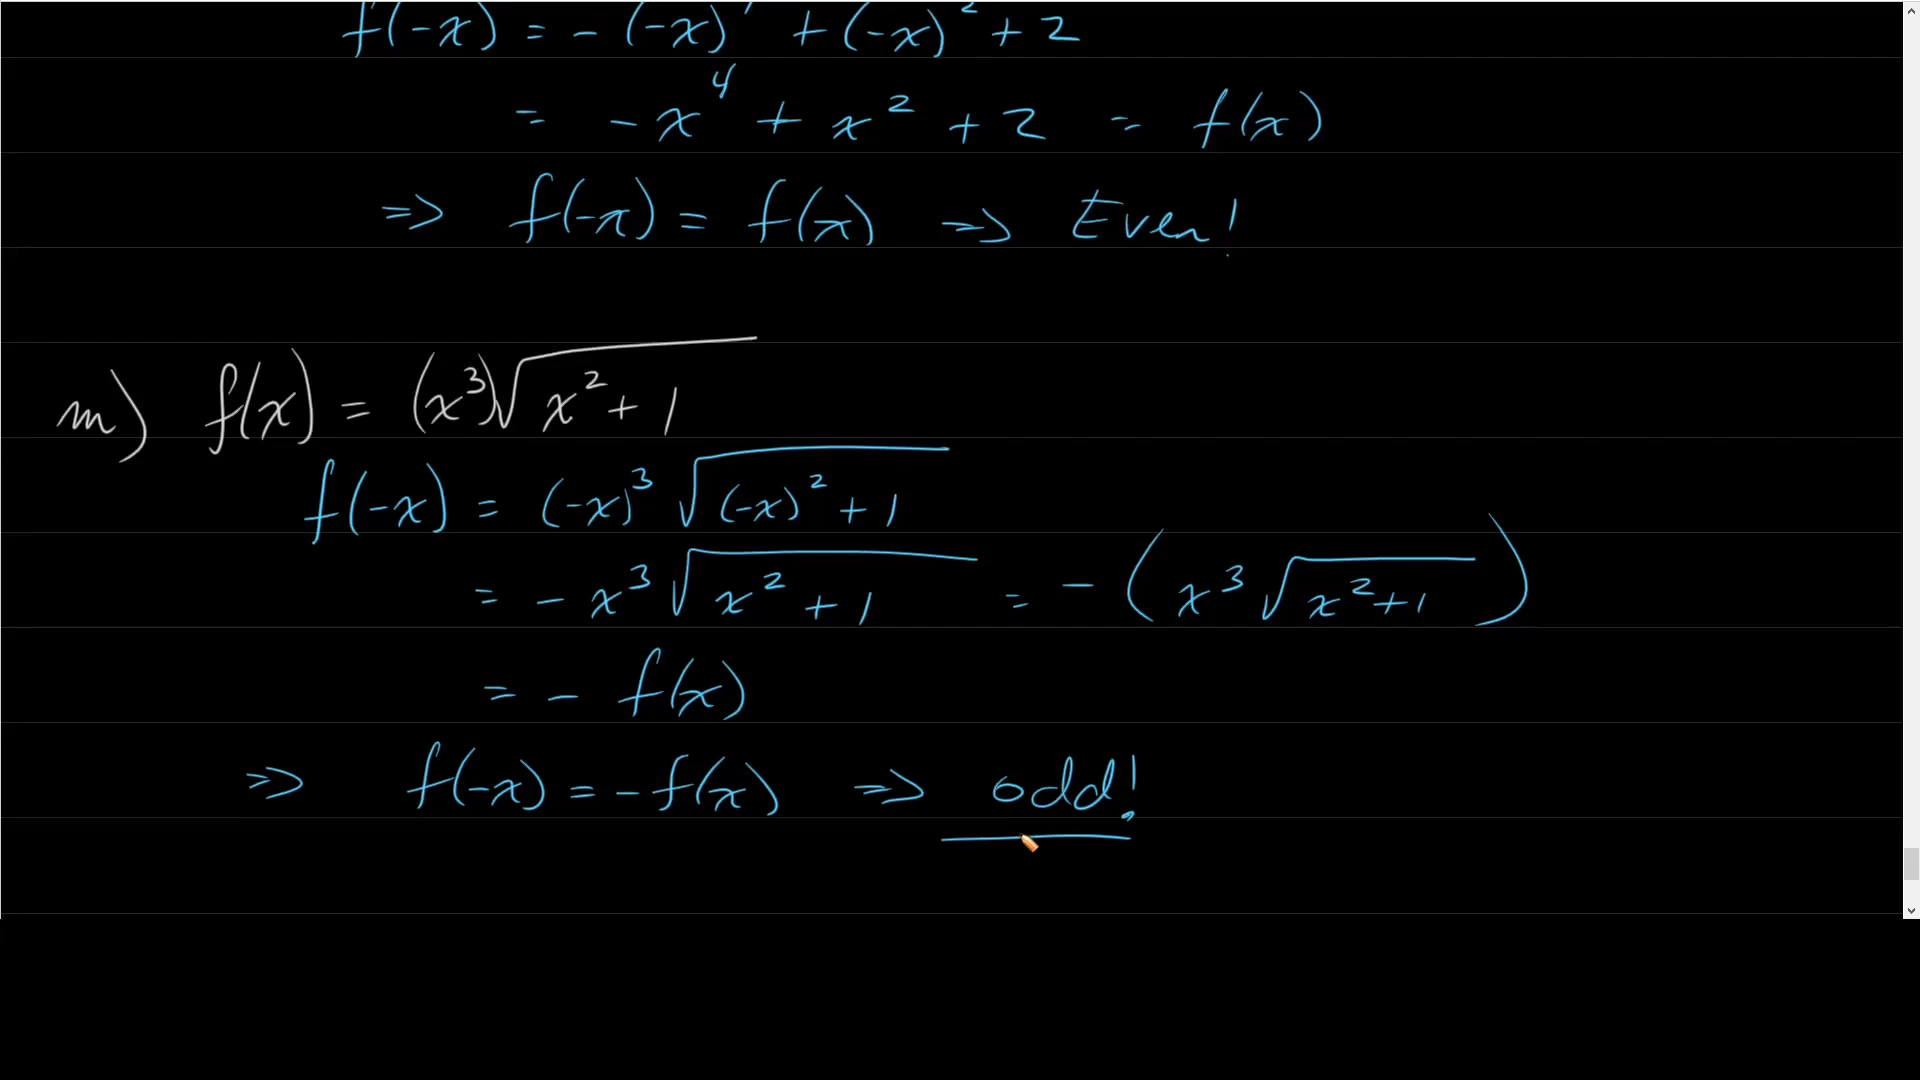 f(-x) = -(-x)⁴ + (-x)² + 2
= -x⁴ + x² + 2 = f(x)
=> f(-x) = f(x) => Even!
m) f(x) = (x³)√(x² + 1)
f(-x) = (-x)³ √((-x)² + 1)
= -x³ √(x² + 1) = -(x³ √(x² + 1))
= - f(x)
=> f(-x) = -f(x) => odd!